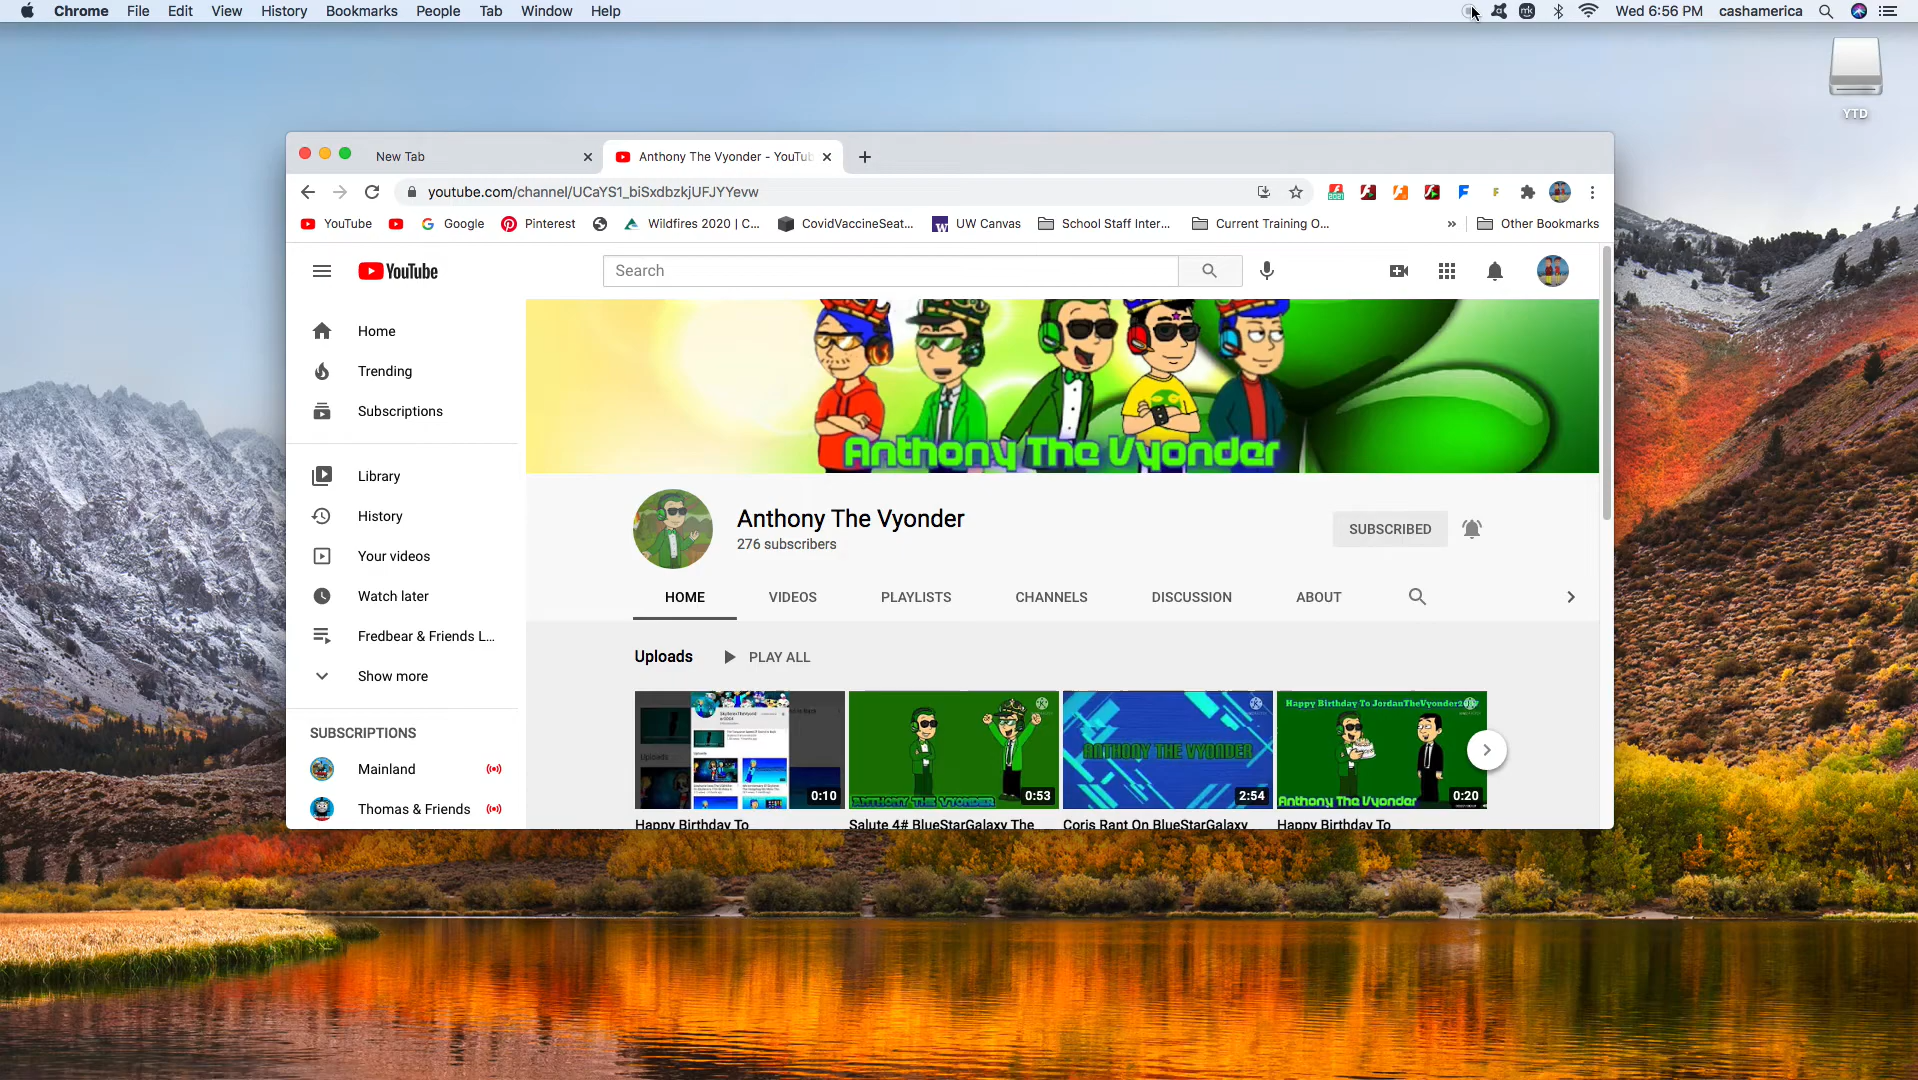 Chrome File Edit View History Bookmarks People Tab Window Help
Wed 6:56 PM cashamerica
YTD
New Tab
Anthony The Vyonder - YouTub
youtube.com/channel/UCaYS1_biSxdbzkjUFJYYevw
YouTube Google Pinterest Wildfires 2020 | C... CovidVaccineSeat... UW Canvas School Staff Inter... Current Training O... » Other Bookmarks
YouTube
Search
Home
Trending
Subscriptions
Library
History
Your videos
Watch later
Fredbear & Friends L...
Show more
SUBSCRIPTIONS
Mainland
Thomas & Friends
Anthony The Vyonder
Anthony The Vyonder
276 subscribers
SUBSCRIBED
HOME VIDEOS PLAYLISTS CHANNELS DISCUSSION ABOUT
Uploads PLAY ALL
Uploads
0:10
ANTHONY THE VYONDER
0:53
ANTHONY THE VYONDER
2:54
Happy Birthday To JordanTheVyonder
Anthony The Vyonder
0:20
Happy Birthday To
Salute 4# BlueStarGalaxy The
Coris Rant On BlueStarGalaxy
Happy Birthday To